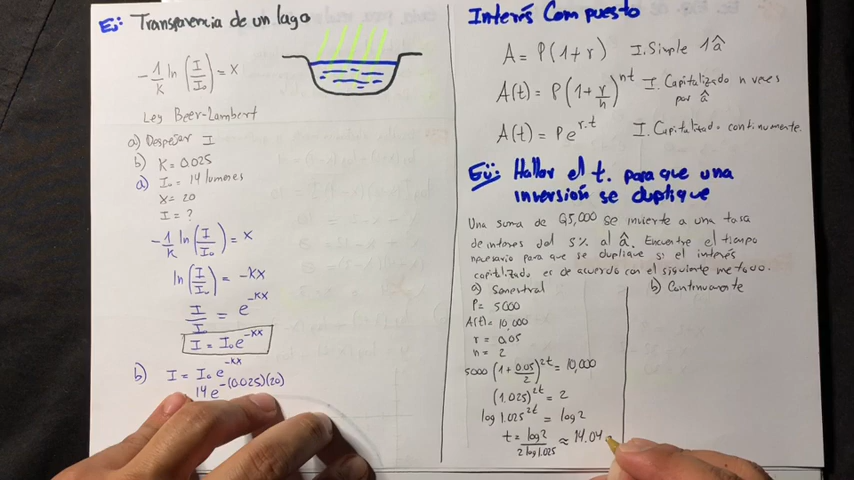 Ej: Transparencia de un lago
-1/k ln (I/I₀) = x
Ley Beer-Lambert
a) Despejar I
b) K = 0.025
a) I₀ = 14 lumenes
x = 20
I = ?
-1/k ln (I/I₀) = x
ln (I/I₀) = -kx
I/I₀ = e^-kx
I = I₀e^-kx
b) I = I₀e^-kx
14e^-(0.025)(20)
Interés Compuesto
A = P(1+r) I. Simple 1 â
A(t) = P(1+r/n)^nt I. Capitalizado n veces
por â
A(t) = Pe^r.t I. Capitalizado continuamente.
Ej: Hallar el t. para que una
inversión se duplique
Una suma de Q5,000 se invierte a una tasa
de interes del 5% al â. Encuentre el tiempo
necesario para que se duplique si el interés
capitalizado es de acuerdo con el siguiente metodo.
a) Semestral
P = 5000
A(t) = 10,000
r = 0.05
n = 2
5000(1+0.05/2)^2t = 10,000
(1.025)^2t = 2
log 1.025^2t = log 2
t = log 2/2 log 1.025 ≈ 14.04
b) Continuamente